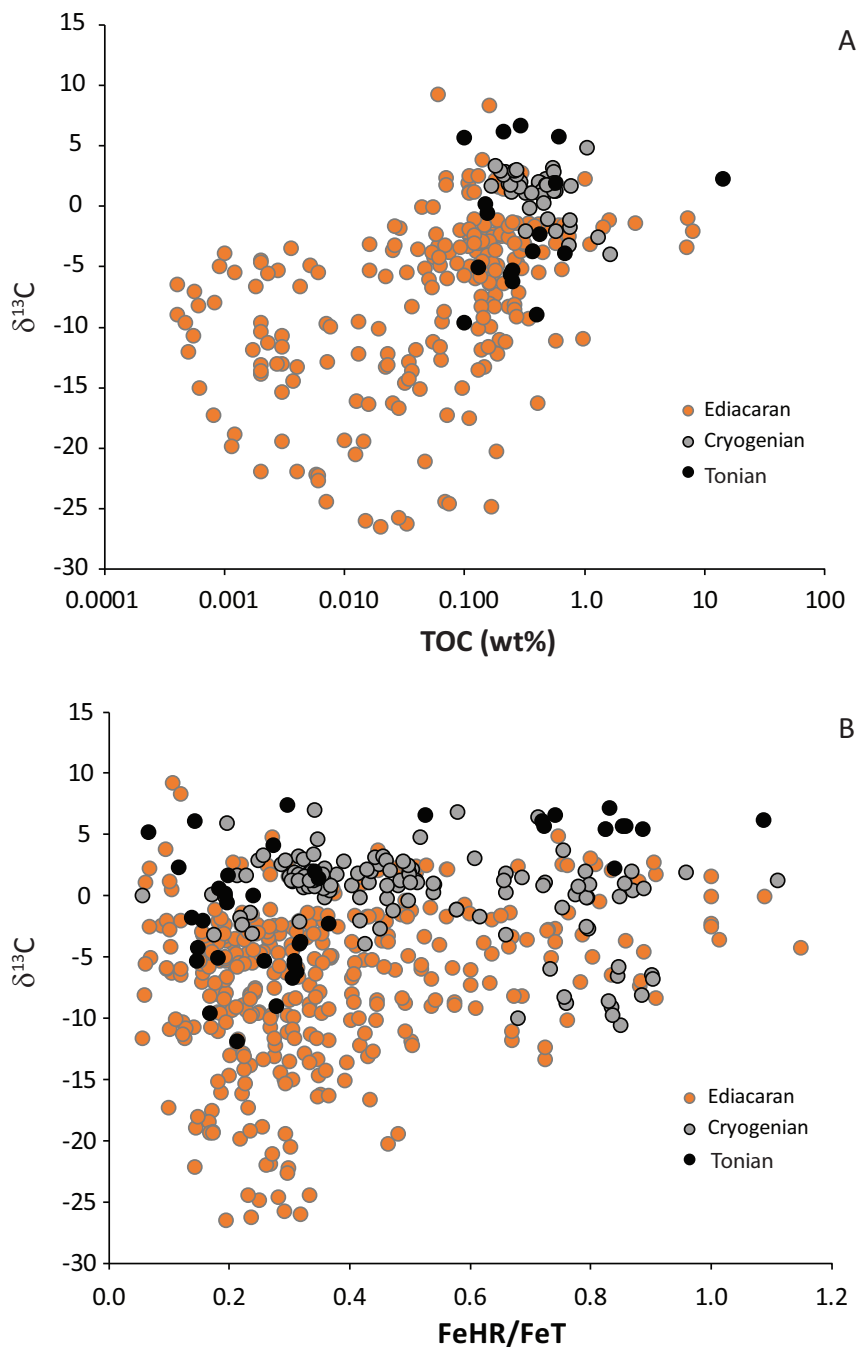 A
15
10
5
0
-5
-10
-15
-20
-25
-30
δ13C
Ediacaran
Cryogenian
Tonian
0.0001 0.001 0.010 0.100 1.0 10 100
TOC (wt%)
B
15
10
5
0
-5
-10
-15
-20
-25
-30
δ13C
Ediacaran
Cryogenian
Tonian
0.0 0.2 0.4 0.6 0.8 1.0 1.2
FeHR/FeT